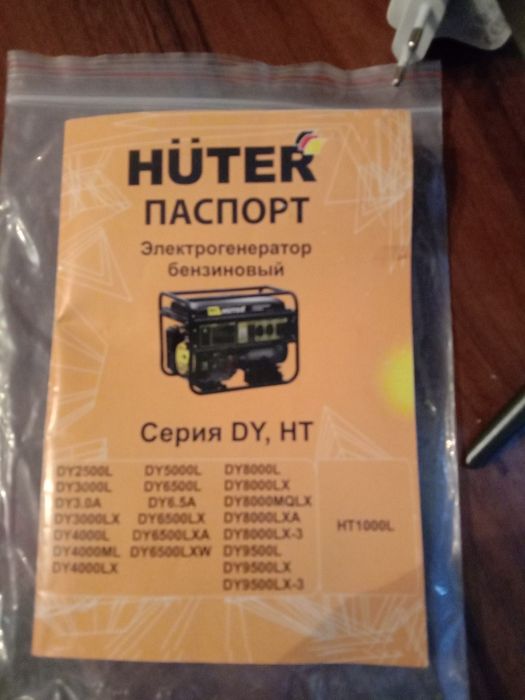 HÜTER
ПАСПОРТ
Электрогенератор
бензиновый
HÜTER
Серия DY, HT
DY2500L DY5000L DY8000L
DY3000L DY6500L DY8000LX
DY3.0A DY6.5A DY8000MQLX
DY3000LX DY6500LX DY8000LXA
DY4000L DY6500LXA DY8000LX-3
DY4000ML DY6500LXW DY9500L
DY4000LX DY9500LX
DY9500LX-3
HT1000L